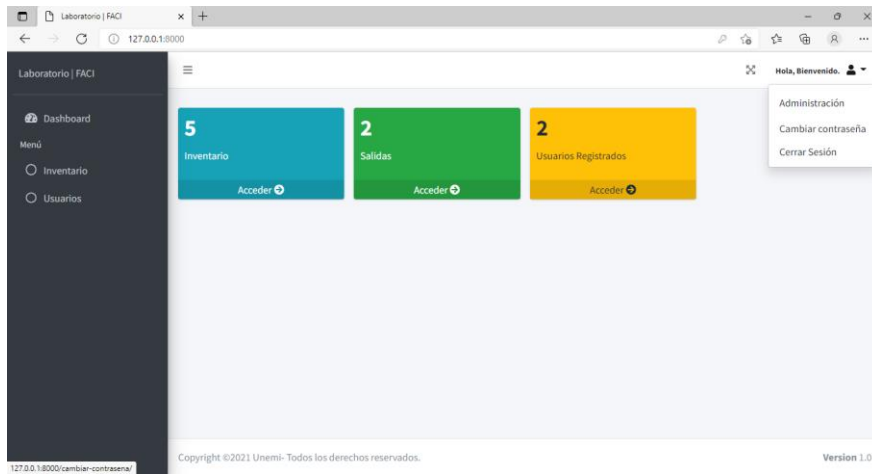 Laboratorio | FACI
127.0.0.1:8000
Laboratorio | FACI
Hola, Bienvenido.
Administración
Cambiar contraseña
Cerrar Sesión
Dashboard
Menú
Inventario
Usuarios
5
Inventario
Acceder
2
Salidas
Acceder
2
Usuarios Registrados
Acceder
Copyright ©2021 Unemi- Todos los derechos reservados.
Version 1.0
127.0.0.1:8000/cambiar-contrasena/